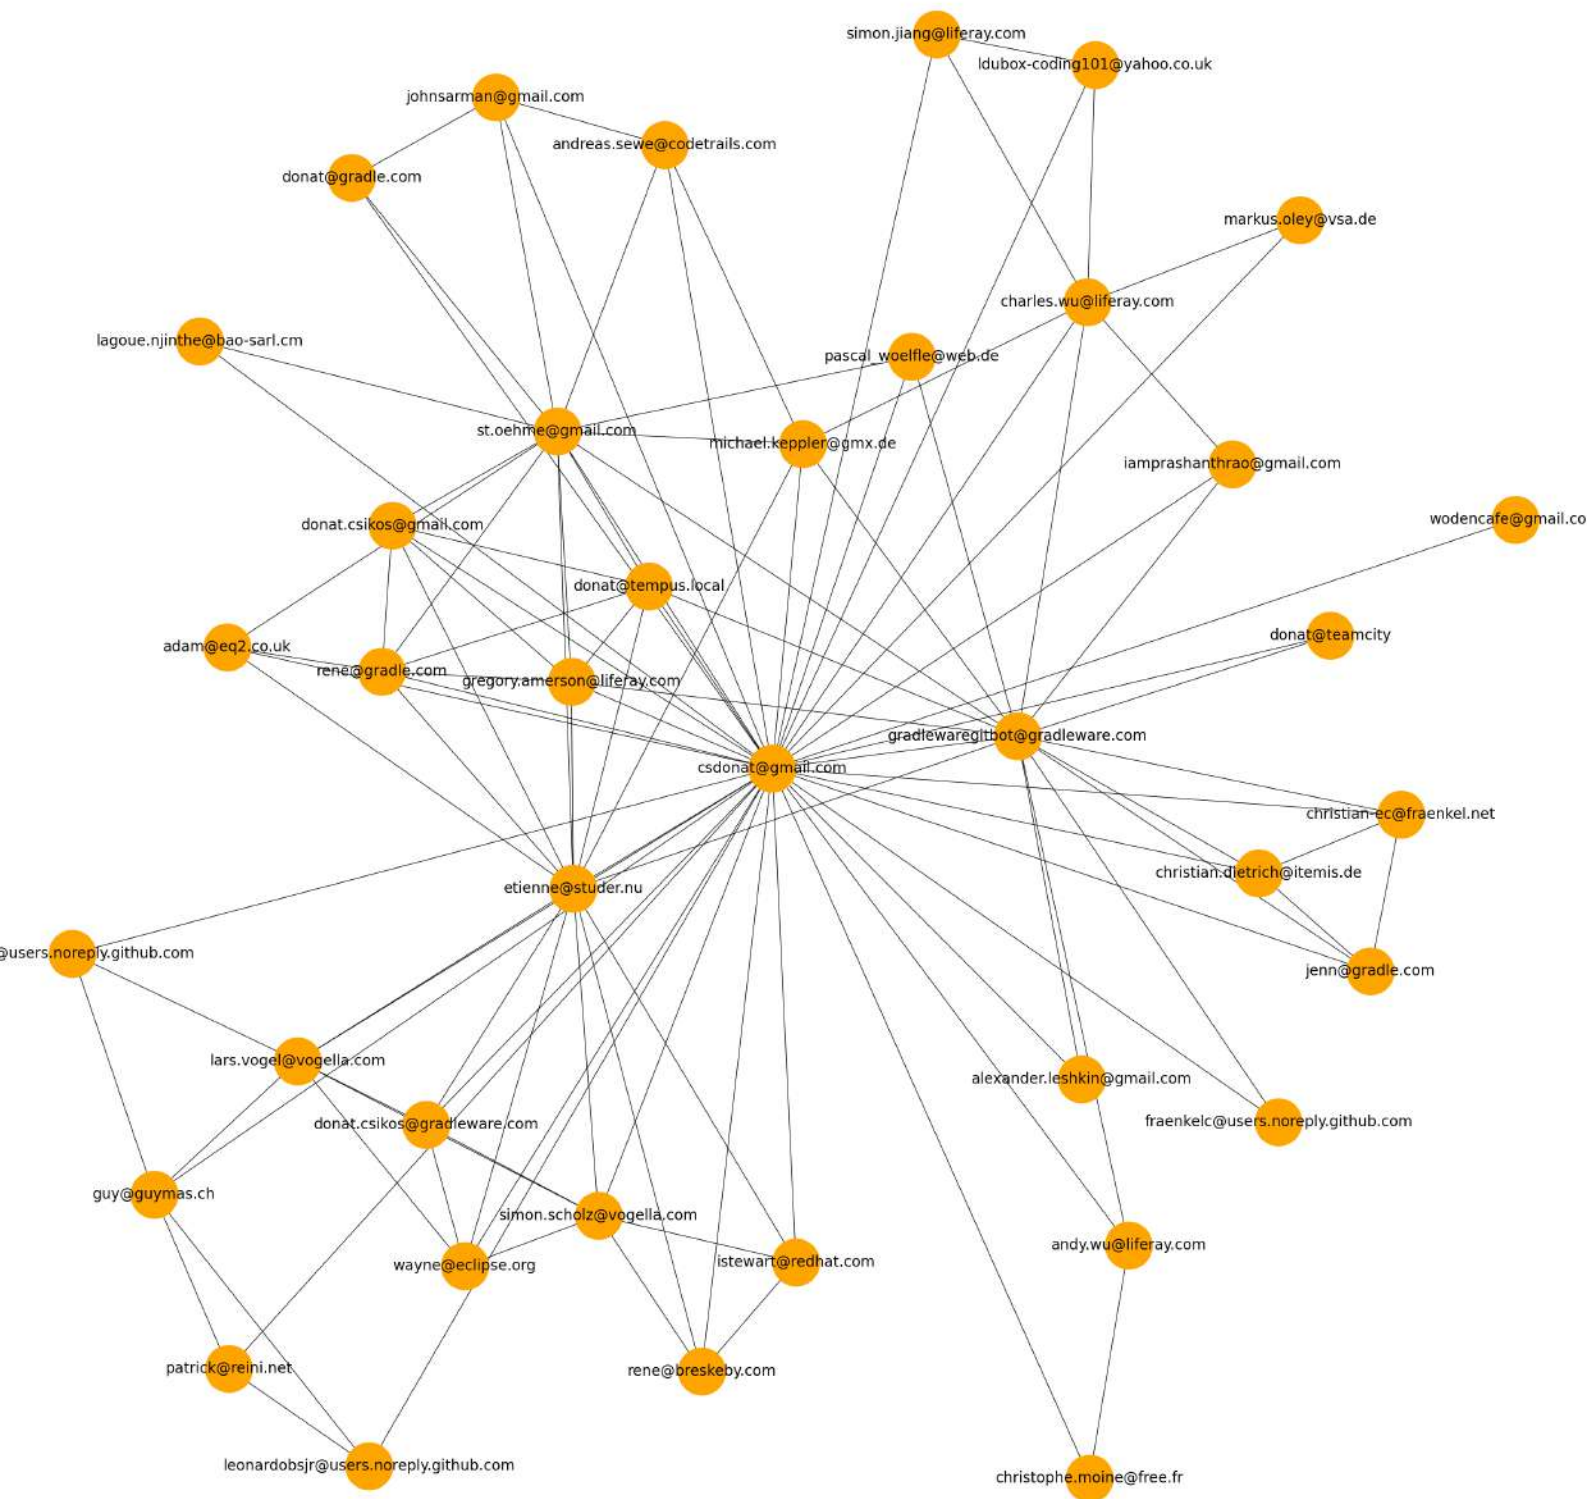 simon.jiang@liferay.com
ldubox-coding101@yahoo.co.uk
johnsarman@gmail.com
andreas.sewe@codetrails.com
donat@gradle.com
markus.oley@vsa.de
charles.wu@liferay.com
lagoue.njinthe@bao-sarl.cm
pascal_woelfle@web.de
st.oehme@gmail.com
michael.keppler@gmx.de
iamprashanthrao@gmail.com
wodencafe@gmail.co
donat.csikos@gmail.com
donat@tempus.local
donat@teamcity
adam@eq2.co.uk
rene@gradle.com
gregory.amerson@liferay.com
gradlewaregitbot@gradleware.com
csdonat@gmail.com
christian-ec@fraenkel.net
christian.dietrich@itemis.de
etienne@studer.nu
@users.noreply.github.com
jenn@gradle.com
lars.vogel@vogella.com
alexander.leshkin@gmail.com
donat.csikos@gradleware.com
fraenkelc@users.noreply.github.com
guy@guymas.ch
simon.scholz@vogella.com
andy.wu@liferay.com
wayne@eclipse.org
istewart@redhat.com
patrick@reini.net
rene@breskeby.com
leonardobsjr@users.noreply.github.com
christophe.moine@free.fr